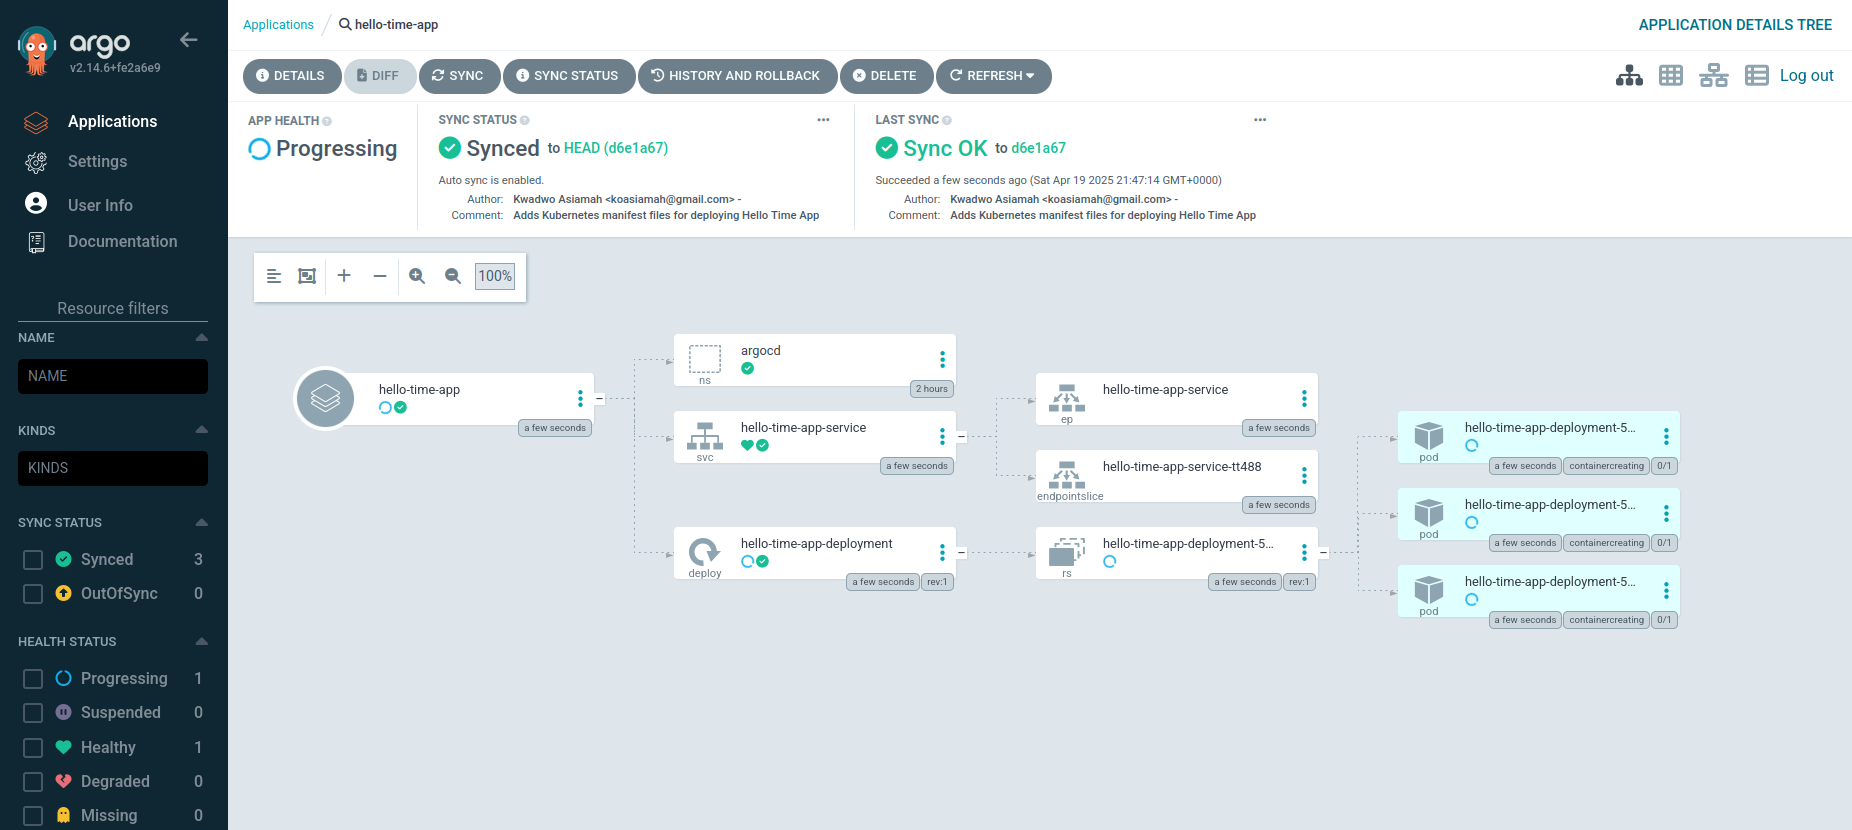 argo
v2.14.6+fe2a6e9
Applications
Settings
User Info
Documentation
Resource filters
NAME
NAME
KINDS
KINDS
SYNC STATUS
Synced 3
OutOfSync 0
HEALTH STATUS
Progressing 1
Suspended 0
Healthy 1
Degraded 0
Missing 0
Applications / hello-time-app
APPLICATION DETAILS TREE
DETAILS DIFF SYNC SYNC STATUS HISTORY AND ROLLBACK DELETE REFRESH
Log out
APP HEALTH
Progressing
SYNC STATUS
Synced to HEAD (d6e1a67)
Auto sync is enabled.
Author: Kwadwo Asiamah <koasiamah@gmail.com> -
Comment: Adds Kubernetes manifest files for deploying Hello Time App
LAST SYNC
Sync OK to d6e1a67
Succeeded a few seconds ago (Sat Apr 19 2025 21:47:14 GMT+0000)
Author: Kwadwo Asiamah <koasiamah@gmail.com> -
Comment: Adds Kubernetes manifest files for deploying Hello Time App
100%
hello-time-app
a few seconds
argocd
ns
2 hours
hello-time-app-service
svc
a few seconds
hello-time-app-deployment
deploy
a few seconds rev:1
hello-time-app-service
ep
a few seconds
hello-time-app-service-tt488
endpointslice
a few seconds
hello-time-app-deployment-5...
rs
a few seconds rev:1
hello-time-app-deployment-5...
pod
a few seconds containercreating 0/1
hello-time-app-deployment-5...
pod
a few seconds containercreating 0/1
hello-time-app-deployment-5...
pod
a few seconds containercreating 0/1